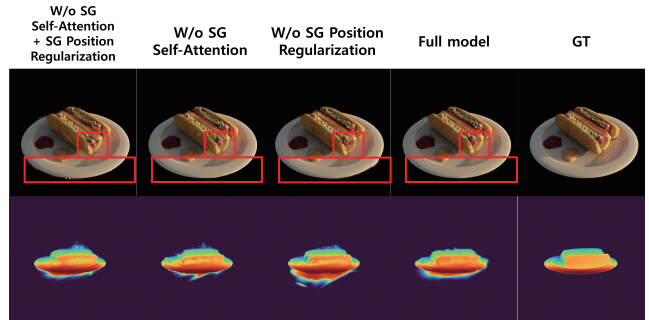 W/o SG
Self-Attention
+ SG Position
Regularization
W/o SG
Self-Attention
W/o SG Position
Regularization
Full model
GT